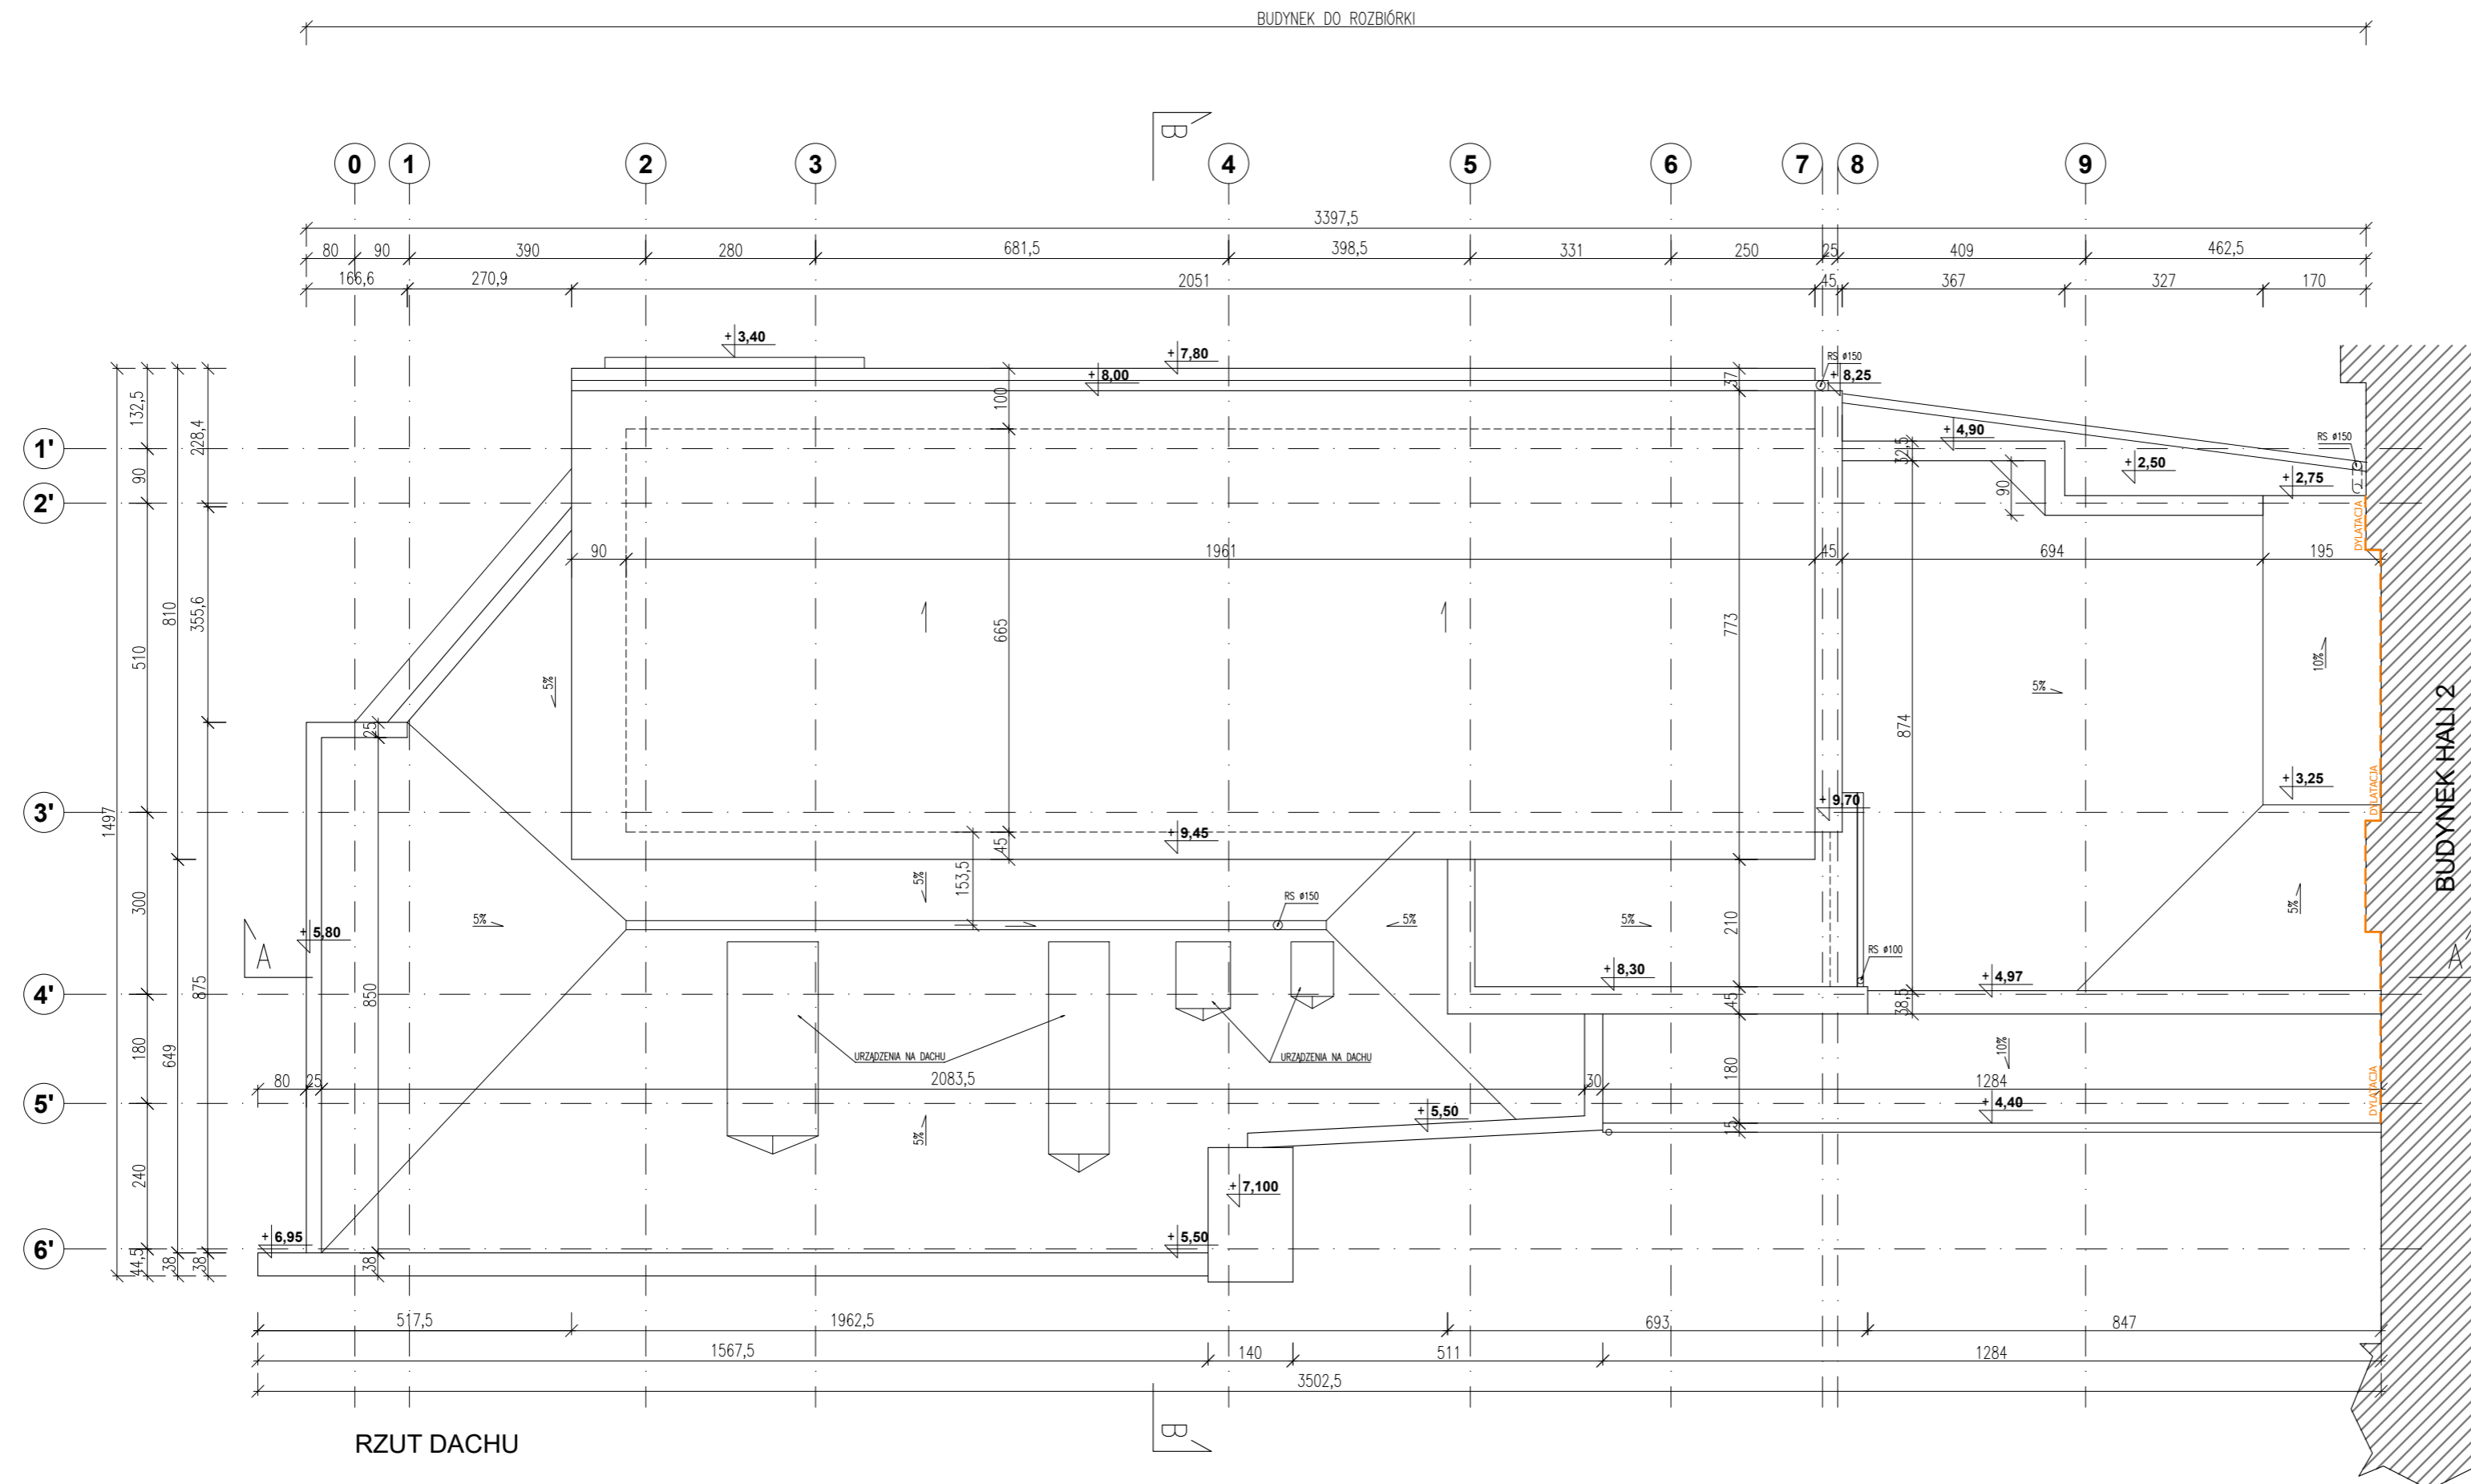 BUDYNEK DO ROZBIÓRKI
B
0 1 2 3 4 5 6 7 8 9
3397,5
80 90 390 280 681,5 398,5 331 250 25 409 462,5
166,6 270,9 2051 45 367 327 170
+ 3,40
+ 7,80
+ 8,00
RS ø150
+ 8,25
132,5
228,4
100
37
1'
+ 4,90
RS ø150
32,5
+ 2,50
+ 2,75
90
90
2'
DYLATACJA
90 1961 45 694 195
810
355,6
510
665
773
5%
10%
5%
874
BUDYNEK HALI 2
25
+ 3,25
DYLATACJA
3'
1497
+ 9,70
+ 9,45
45
153,5
300
5%
5%
RS ø150
5%
5%
5%
210
+ 5,80
A
RS ø100
A
+ 8,30
+ 4,97
4'
875
850
45
38,5
180
649
URZĄDZENIA NA DACHU
URZĄDZENIA NA DACHU
10%
180
80 25 2083,5 30 1284
DYLATACJA
5'
+ 5,50
+ 4,40
15
5%
240
+ 7,100
6'
+ 6,95
+ 5,50
44,5
38
38
38
517,5 1962,5 693 847
1567,5 140 511 1284
3502,5
B
RZUT DACHU